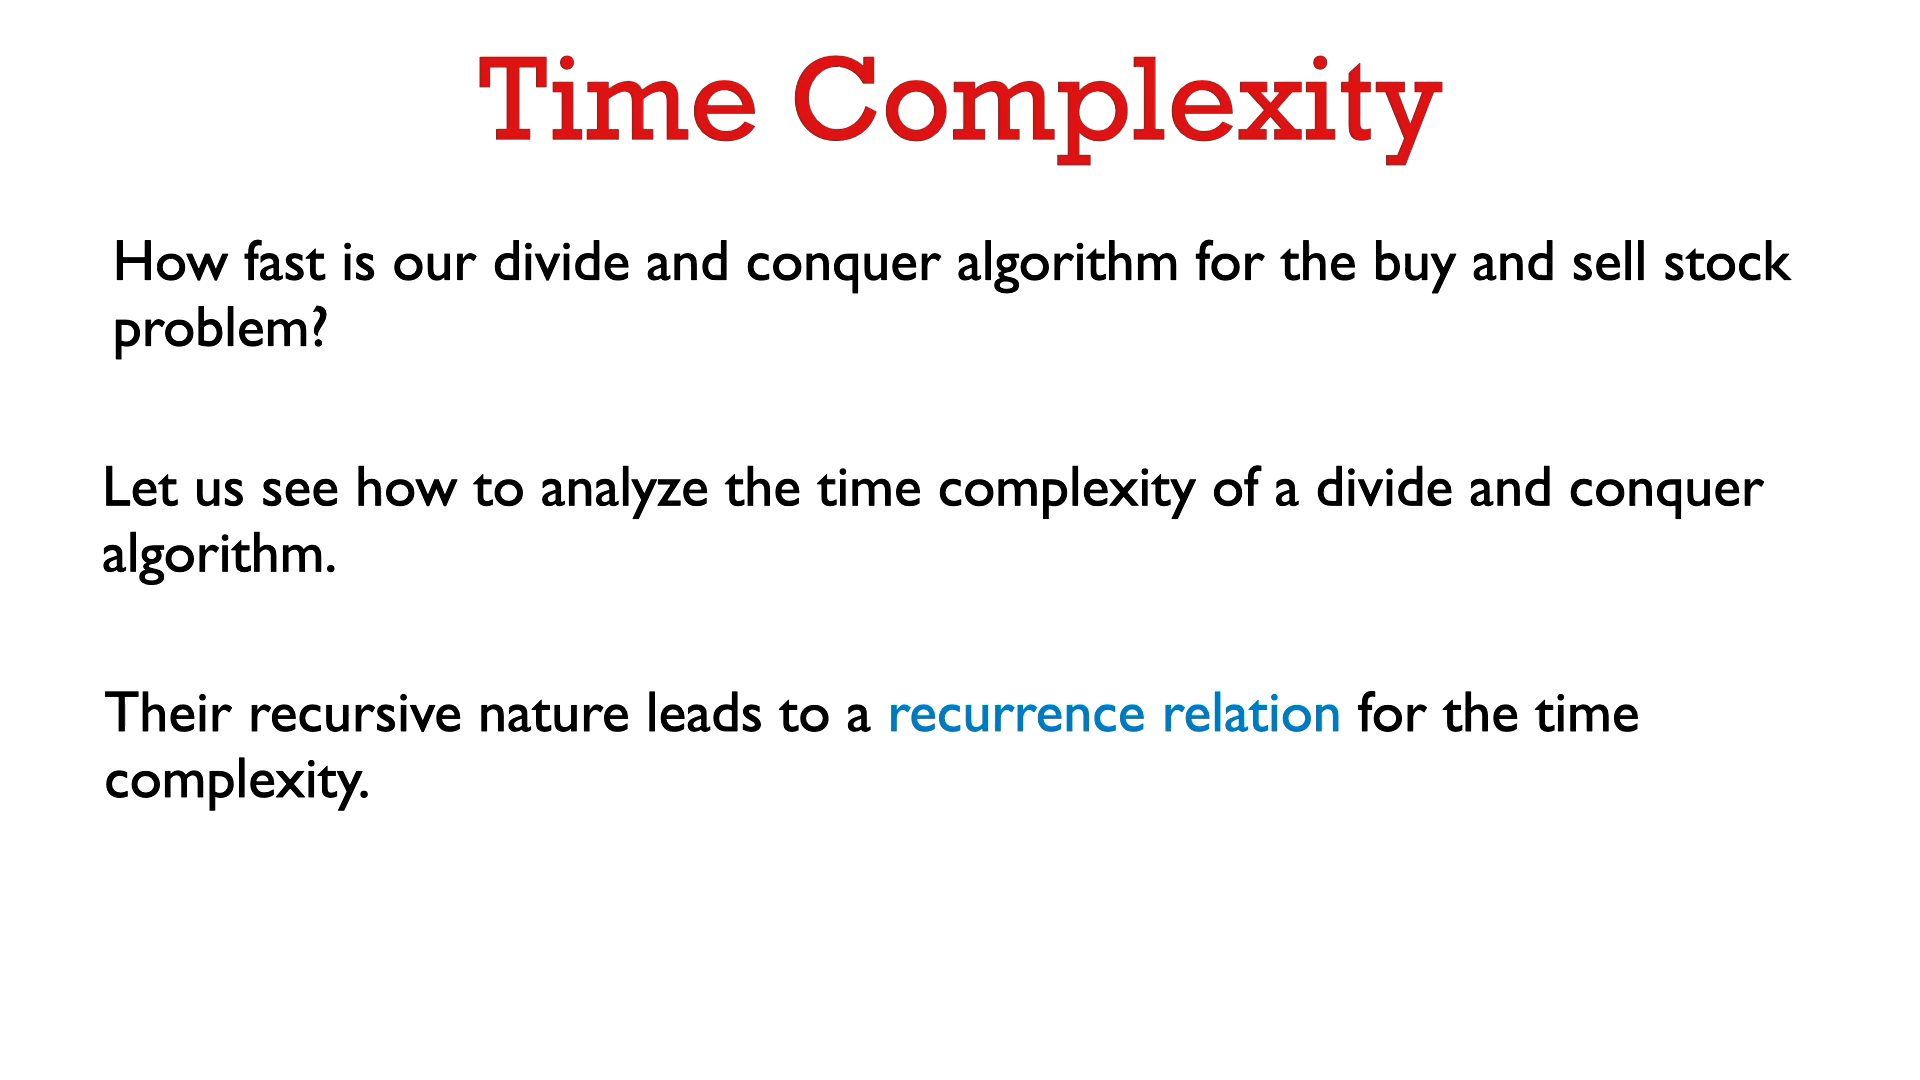 Time Complexity
How fast is our divide and conquer algorithm for the buy and sell stock
problem?
Let us see how to analyze the time complexity of a divide and conquer
algorithm.
Their recursive nature leads to a recurrence relation for the time
complexity.